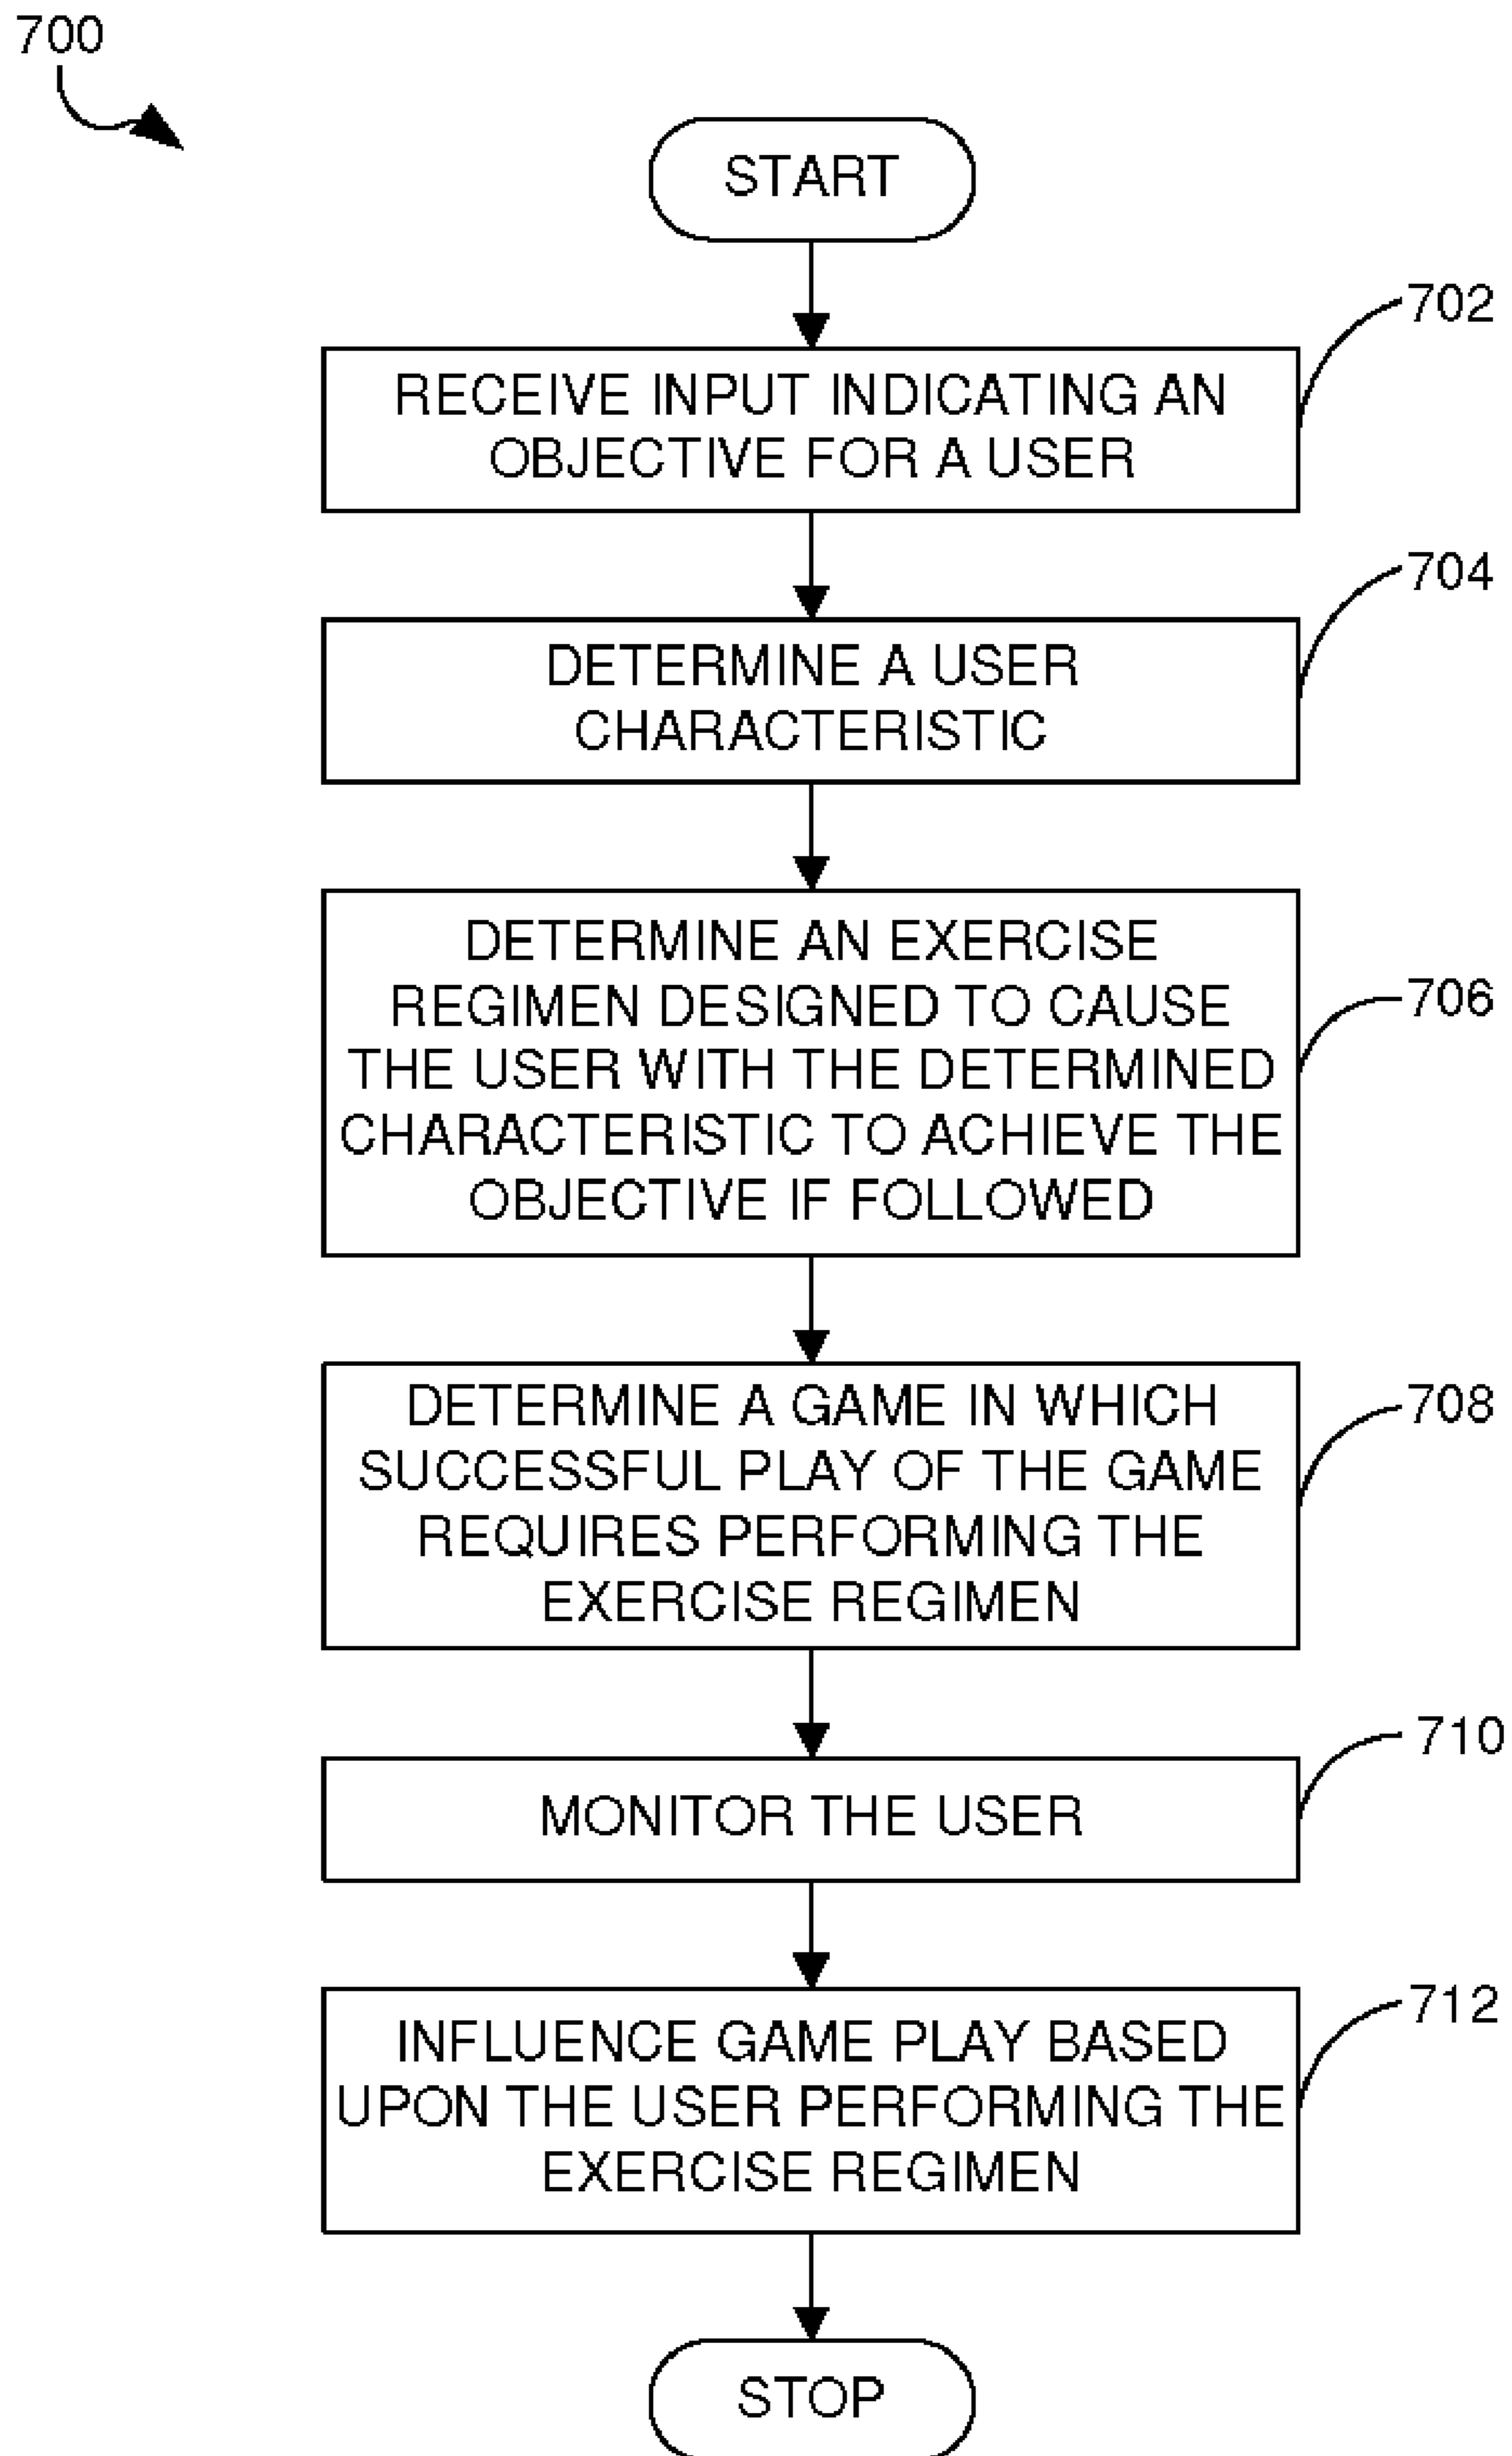 700
START
702
RECEIVE INPUT INDICATING AN
OBJECTIVE FOR A USER
704
DETERMINE A USER
CHARACTERISTIC
DETERMINE AN EXERCISE
REGIMEN DESIGNED TO CAUSE
706
THE USER WITH THE DETERMINED
CHARACTERISTIC TO ACHIEVE THE
OBJECTIVE IF FOLLOWED
708
DETERMINE A GAME IN WHICH
SUCCESSFUL PLAY OF THE GAME
REQUIRES PERFORMING THE
EXERCISE REGIMEN
710
MONITOR THE USER
712
INFLUENCE GAME PLAY BASED
UPON THE USER PERFORMING THE
EXERCISE REGIMEN
STOP